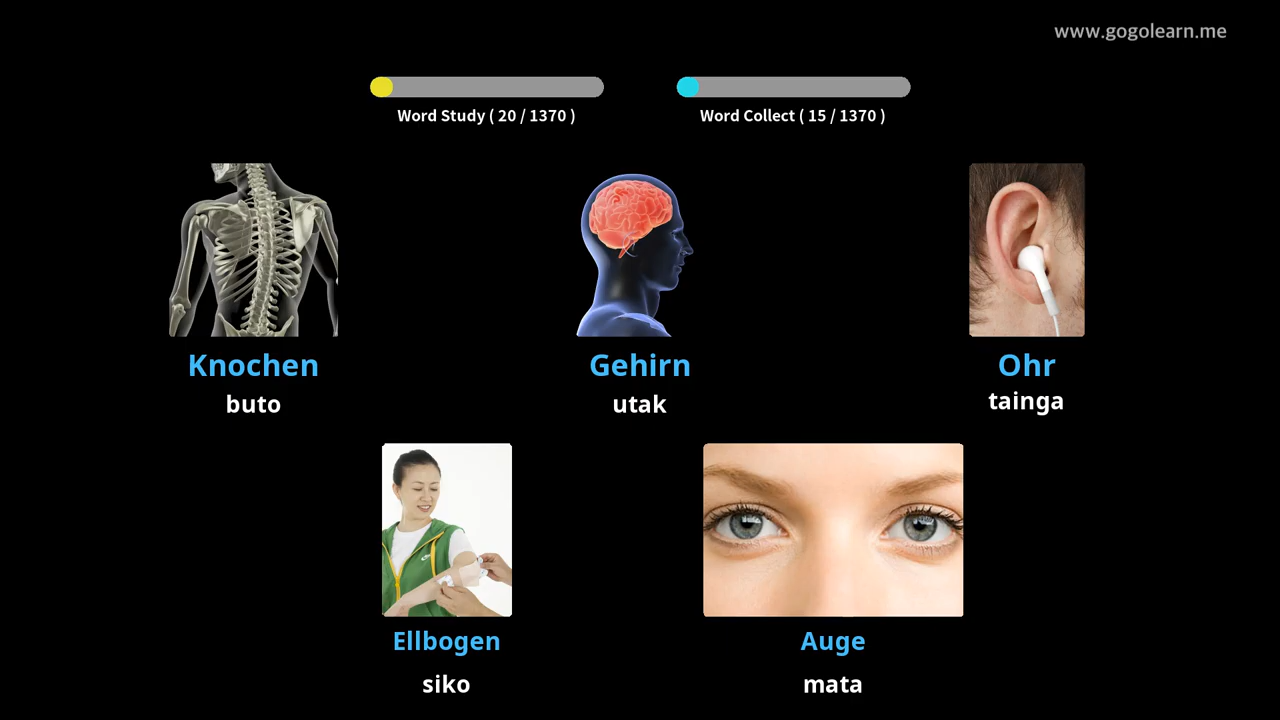 www.gogolearn.me
Word Study ( 20 / 1370 )
Word Collect ( 15 / 1370 )
Knochen
buto
Gehirn
utak
Ohr
tainga
Ellbogen
siko
Auge
mata